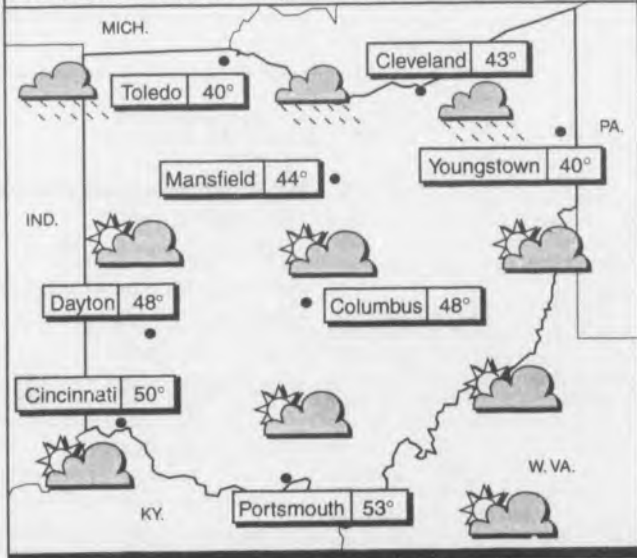 MICH.
Cleveland 43°
Toledo 40°
PA.
Youngstown 40°
Mansfield 44°
IND.
Dayton 48°
Columbus 48°
Cincinnati 50°
W. VA.
KY.
Portsmouth 53°